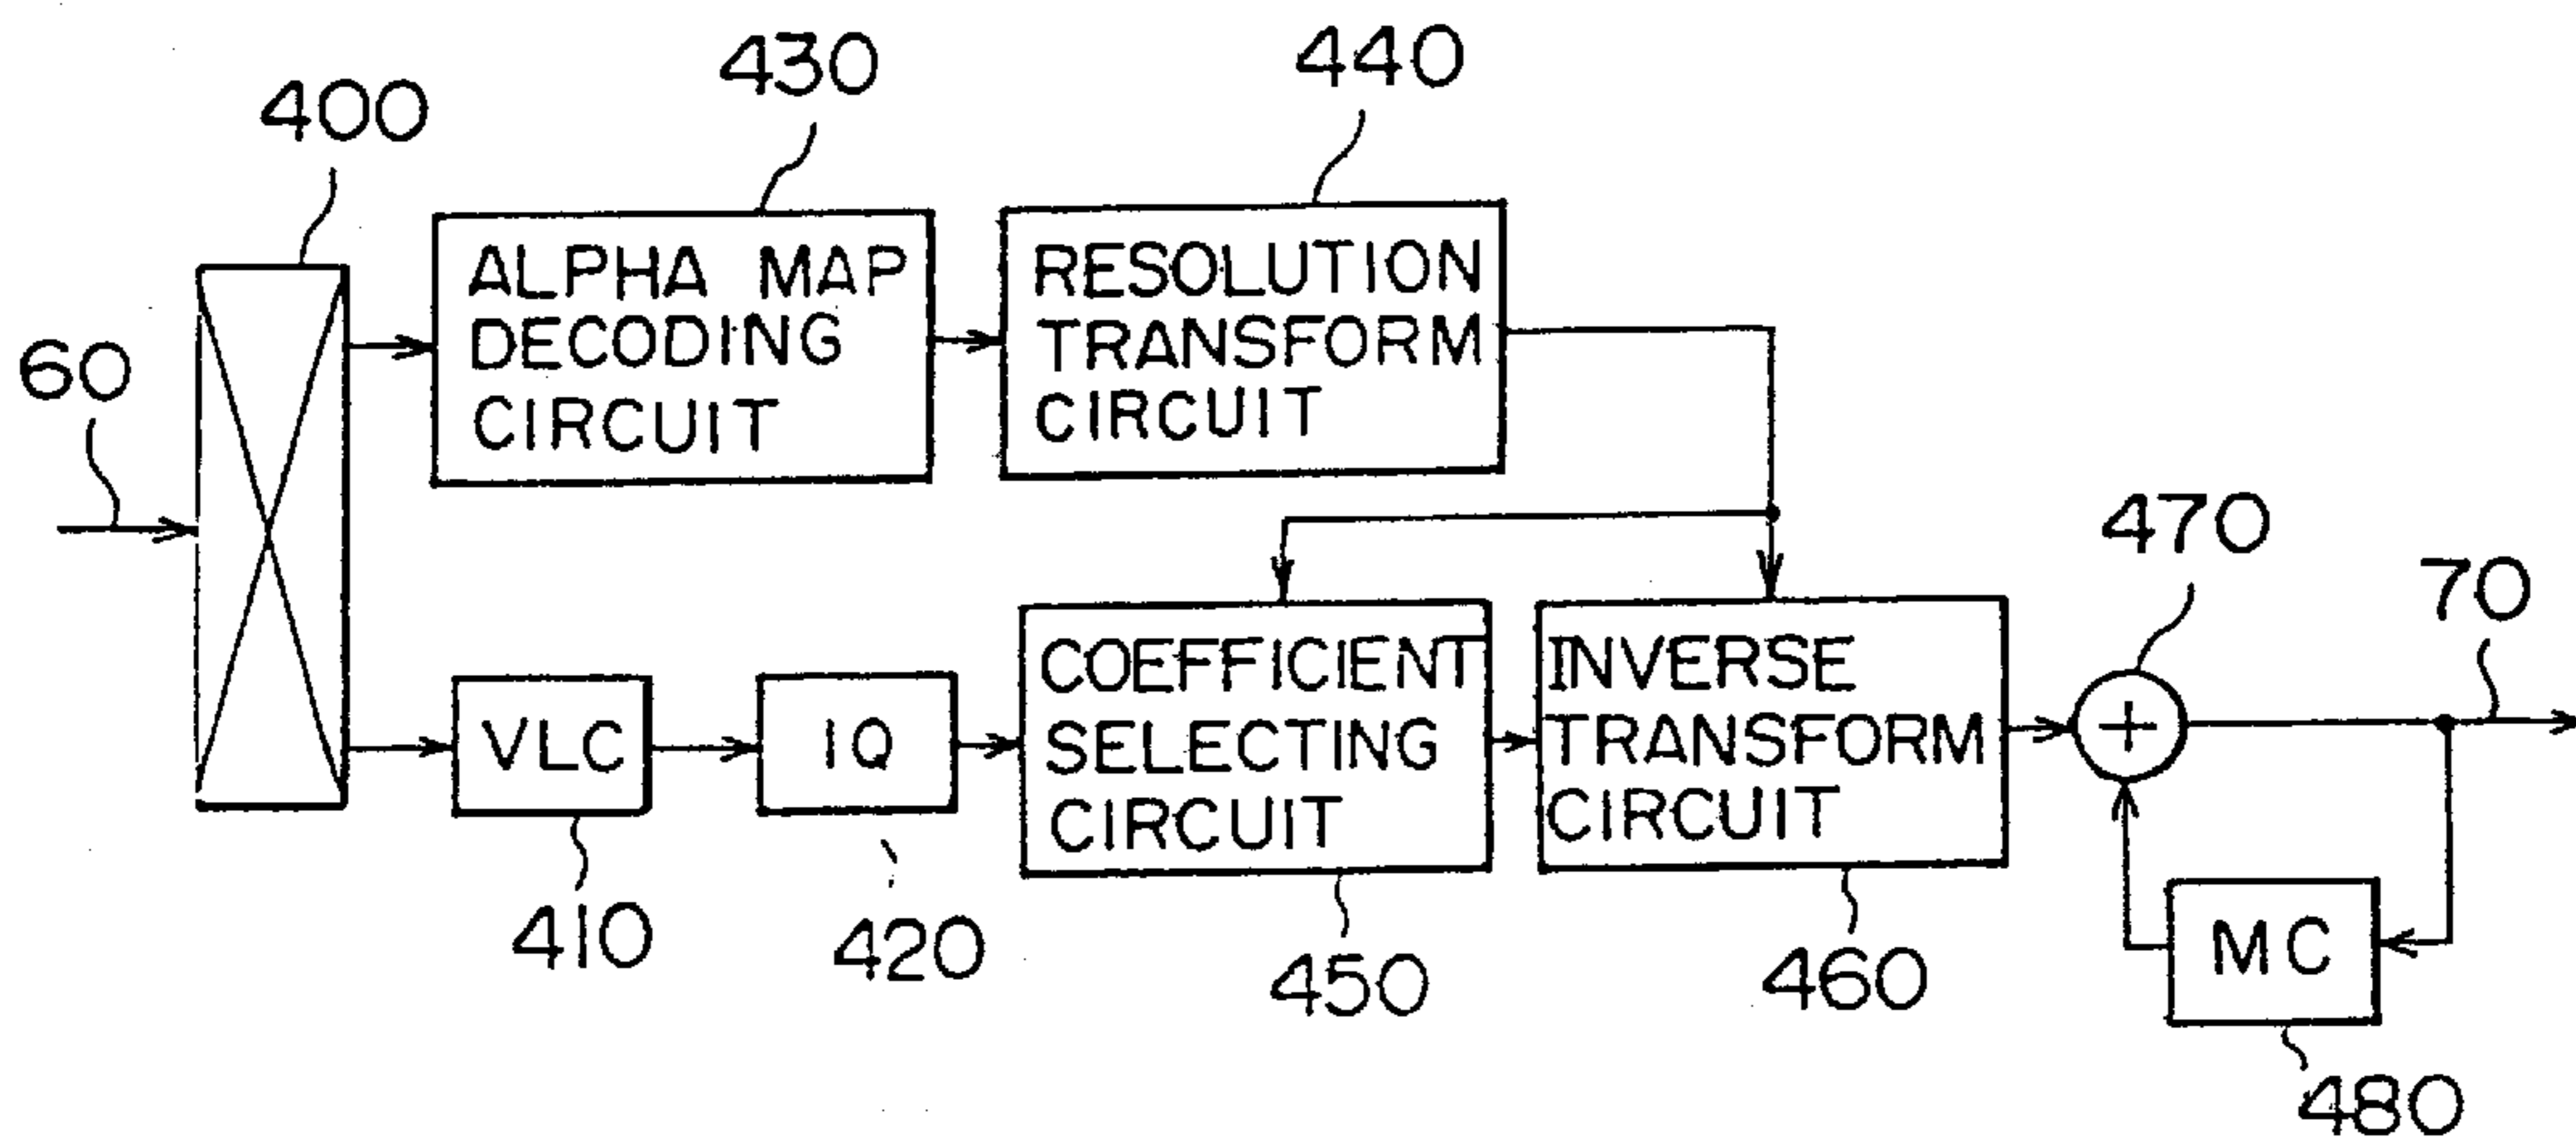 430
440
400
ALPHA MAP
DECODING
CIRCUIT
RESOLUTION
TRANSFORM
CIRCUIT
60
470
70
COEFFICIENT
SELECTING
CIRCUIT
INVERSE
TRANSFORM
CIRCUIT
+
VLC
IQ
410
420
450
460
MC
480